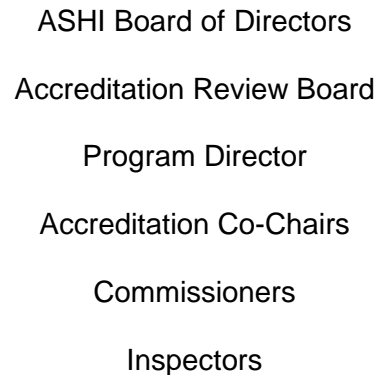 ASHI Board of Directors
Accreditation Review Board
Program Director
Accreditation Co-Chairs
Commissioners
Inspectors